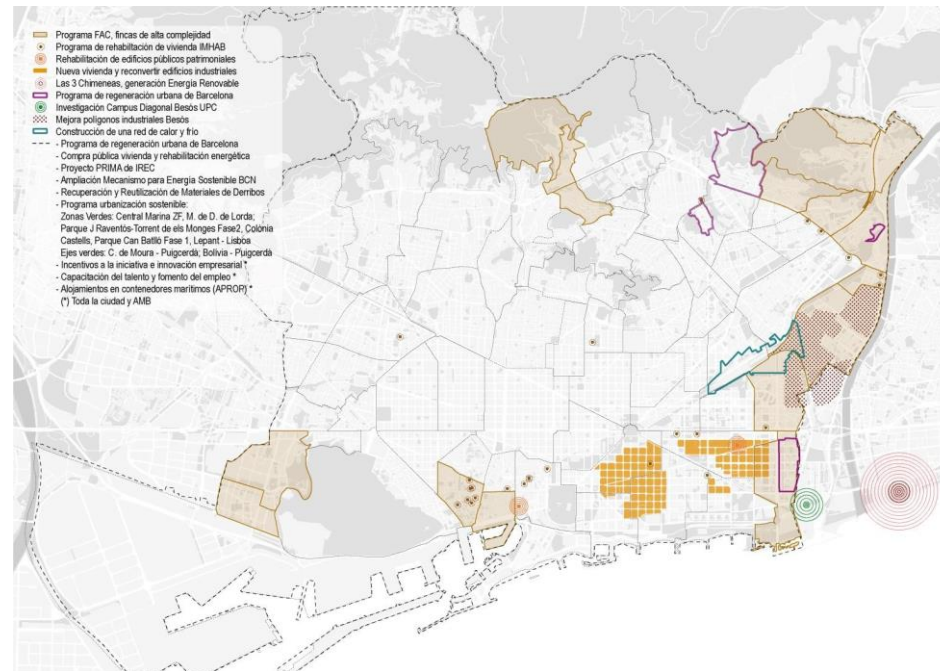 Programa FAC, fincas de alta complejidad
Programa de rehabiltación de vivienda IMHAB
Rehabilitación de edificios públicos patrimoniales
Nueva vivienda y reconvertir edificios industriales
Las 3 Chimeneas, generación Energía Renovable
Programa de regeneración urbana de Barcelona
Investigación Campus Diagonal Besòs UPC
Mejora polígonos industriales Besòs
Construcción de una red de calor y frío
- Programa de regeneración urbana de Barcelona
- Compra pública vivienda y rehabilitación energética
- Proyecto PRIMA de IREC
- Ampliación Mecanismo para Energía Sostenible BCN
- Recuperación y Reutilización de Materiales de Derribos
- Programa urbanización sostenible:
Zonas Verdes: Central Marina ZF, M. de D. de Lorda;
Parque J Raventós-Torrent de els Monges Fase2, Colònia
Castells, Parque Can Batlló Fase 1, Lepant - Lisboa
Ejes verdes: C. de Moura - Puigcerdà; Bolívia - Puigcerdà
- Incentivos a la iniciativa e innovación empresarial *
- Capacitación del talento y fomento del empleo *
- Alojamientos en contenedores marítimos (APROP) *
(*) Toda la ciudad y AMB